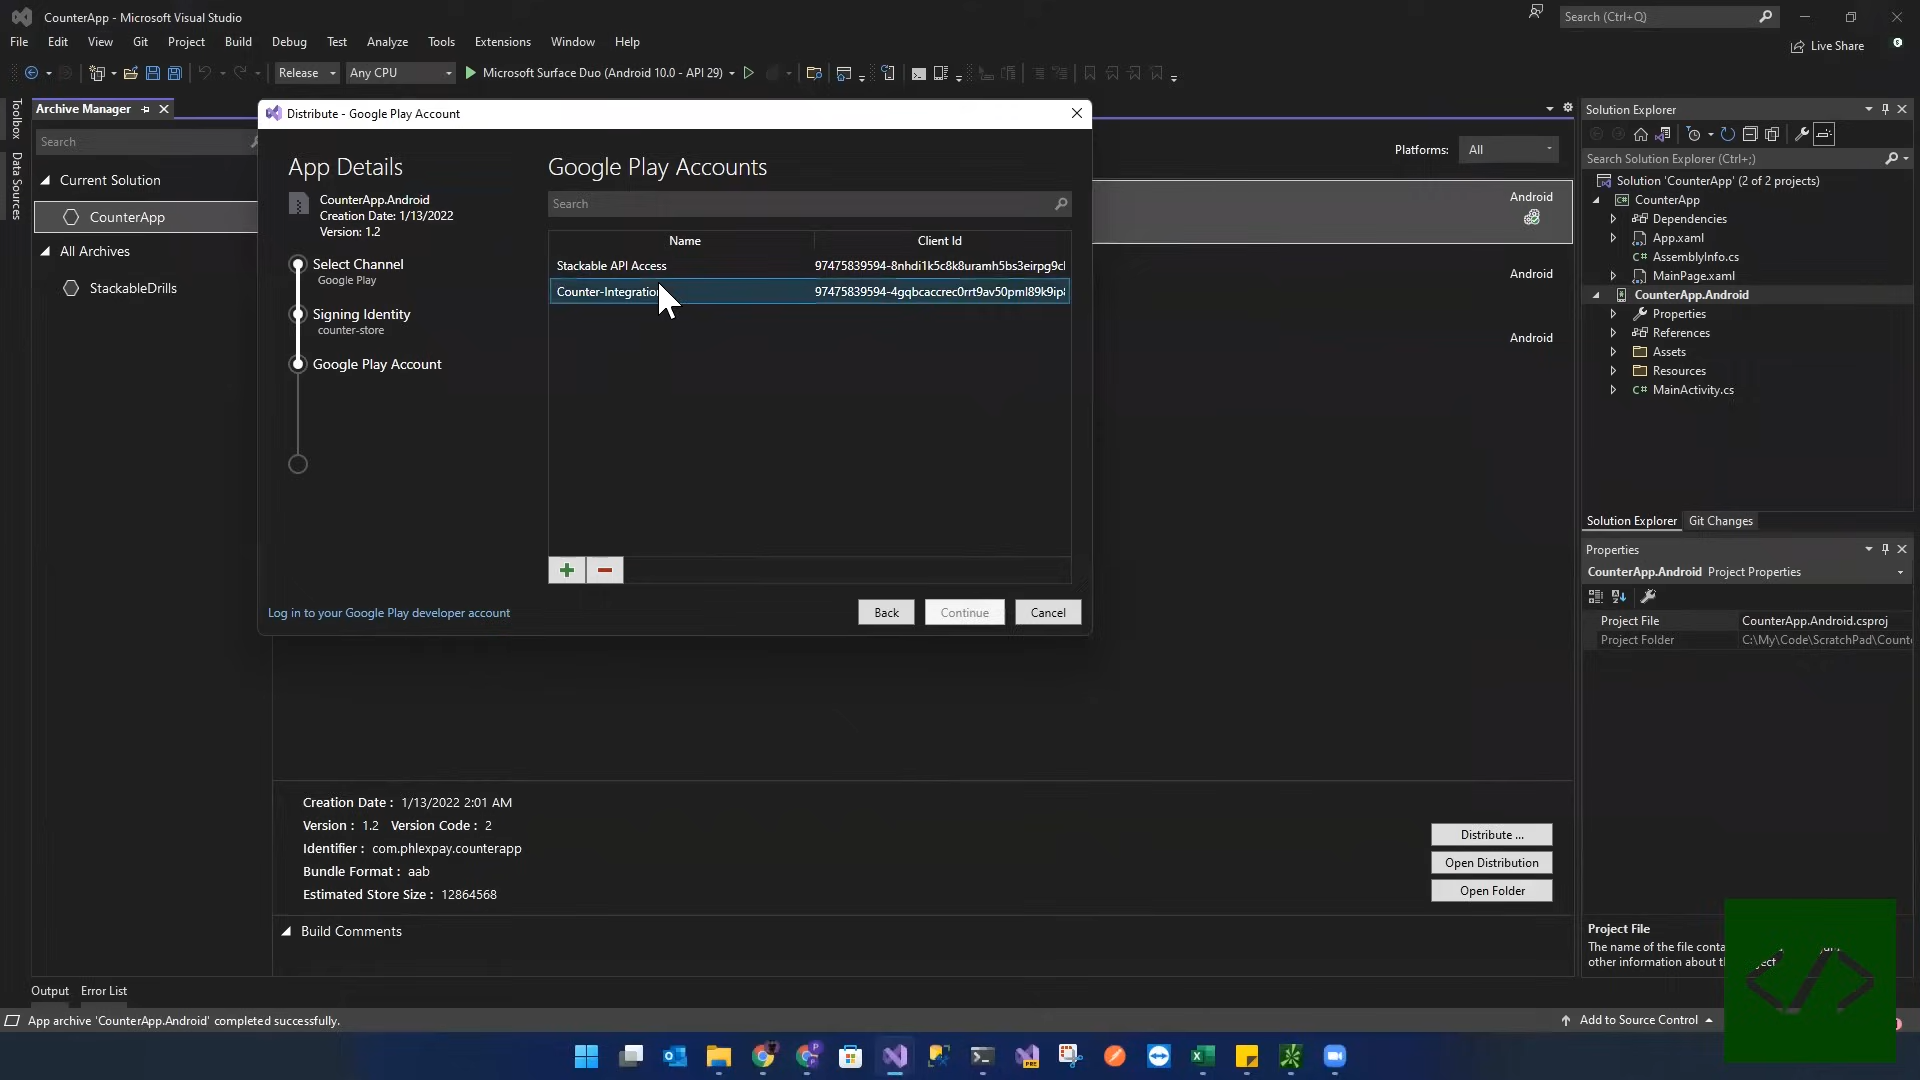 CounterApp - Microsoft Visual Studio
Search (Ctrl+Q)
File Edit View Git Project Build Debug Test Analyze Tools Extensions Window Help
Live Share
Release Any CPU Microsoft Surface Duo (Android 10.0 - API 29)
Toolbox
Data Sources
Archive Manager
Search
Current Solution
CounterApp
All Archives
StackableDrills
Distribute - Google Play Account
App Details
CounterApp.Android
Creation Date: 1/13/2022
Version: 1.2
Select Channel
Google Play
Signing Identity
counter-store
Google Play Account
Google Play Accounts
Search
Name Client Id
Stackable API Access 97475839594-8nhdi1k5c8k8uramh5bs3eirpg9cl
Counter-Integration 97475839594-4gqbcaccrec0rrt9av50pml89k9ip
Log in to your Google Play developer account
Back Continue Cancel
Platforms: All
Android
Android
Android
Creation Date : 1/13/2022 2:01 AM
Version : 1.2 Version Code : 2
Identifier : com.phlexpay.counterapp
Bundle Format : aab
Estimated Store Size : 12864568
Distribute ...
Open Distribution
Open Folder
Build Comments
Solution Explorer
Search Solution Explorer (Ctrl+;)
Solution 'CounterApp' (2 of 2 projects)
CounterApp
Dependencies
App.xaml
AssemblyInfo.cs
MainPage.xaml
CounterApp.Android
Properties
References
Assets
Resources
MainActivity.cs
Solution Explorer Git Changes
Properties
CounterApp.Android Project Properties
Project File CounterApp.Android.csproj
Project Folder C:\My\Code\ScratchPad\Count
Project File
The name of the file conta
other information about
Output Error List
App archive 'CounterApp.Android' completed successfully.
Add to Source Control